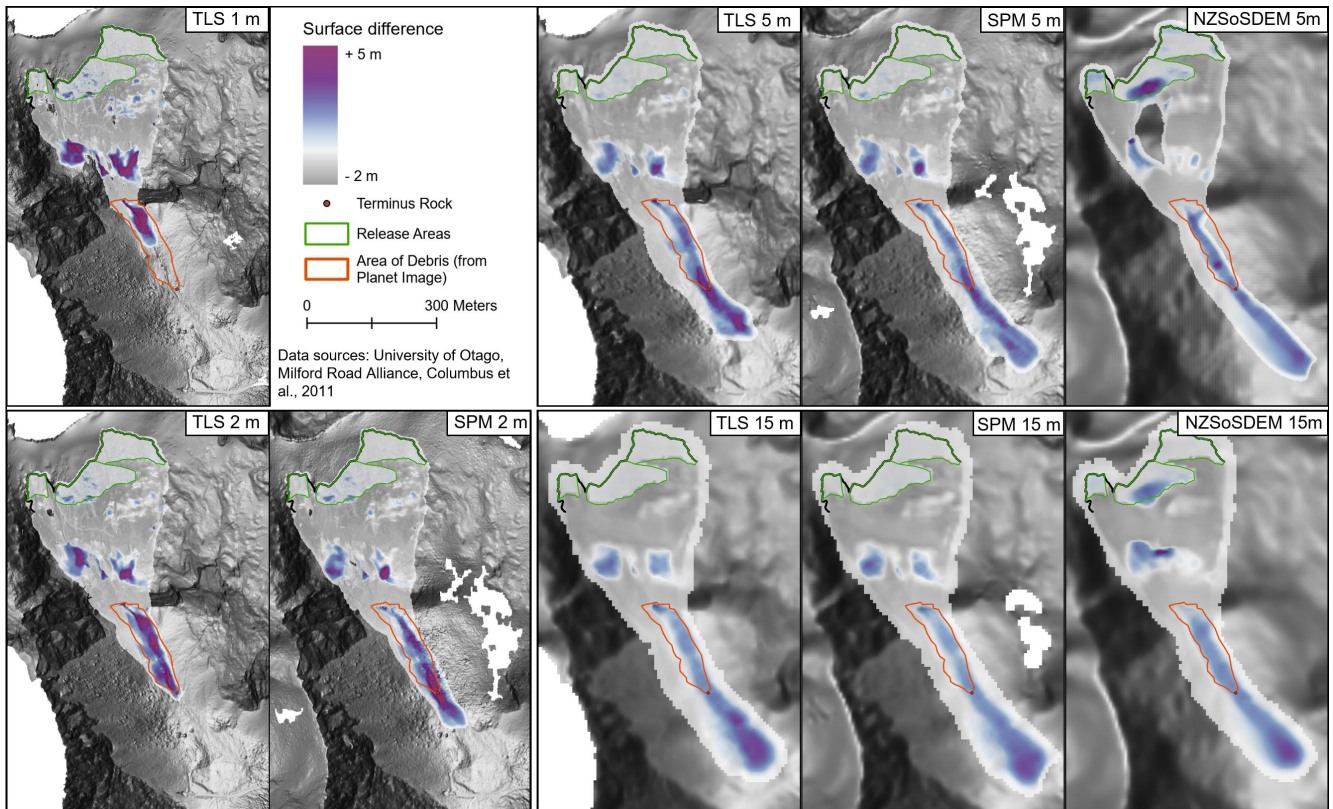 TLS 1 m
Surface difference
+ 5 m
- 2 m
Terminus Rock
Release Areas
Area of Debris (from
Planet Image)
0 300 Meters
Data sources: University of Otago,
Milford Road Alliance, Columbus et
al., 2011
TLS 5 m
SPM 5 m
NZSoSDEM 5m
TLS 2 m
SPM 2 m
TLS 15 m
SPM 15 m
NZSoSDEM 15m